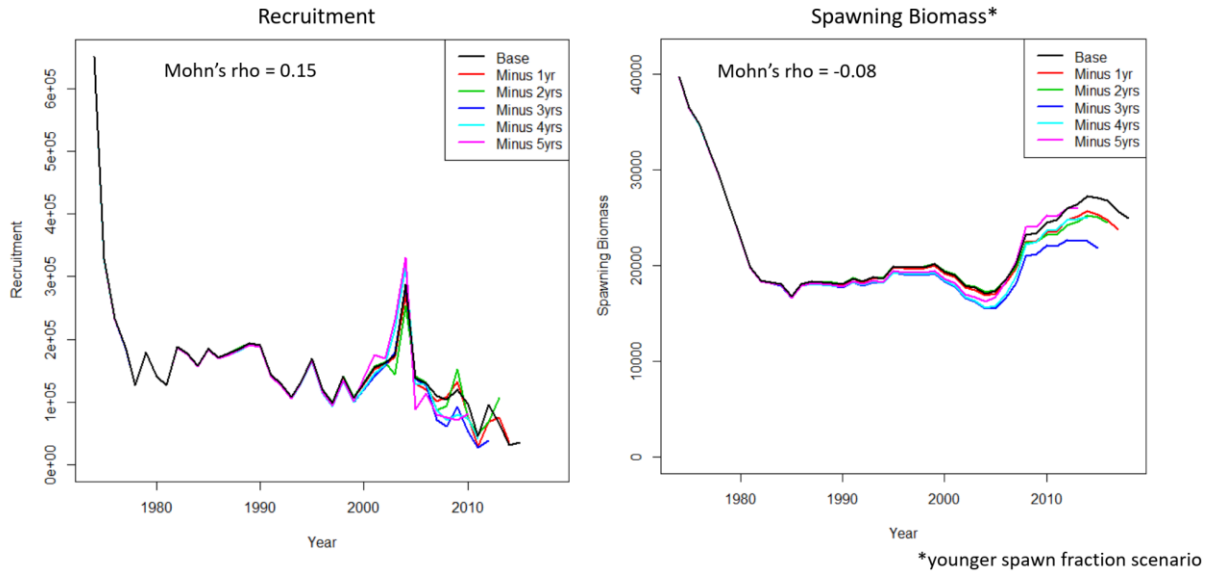 Recruitment
Mohn's rho = 0.15
Base
Minus 1yr
Minus 2yrs
Minus 3yrs
Minus 4yrs
Minus 5yrs
Recruitment
6e+05
5e+05
4e+05
3e+05
2e+05
1e+05
0e+00
1980 1990 2000 2010
Year
Spawning Biomass*
Mohn's rho = -0.08
Base
Minus 1yr
Minus 2yrs
Minus 3yrs
Minus 4yrs
Minus 5yrs
Spawning Biomass
40000
30000
20000
10000
0
1980 1990 2000 2010
Year
*younger spawn fraction scenario